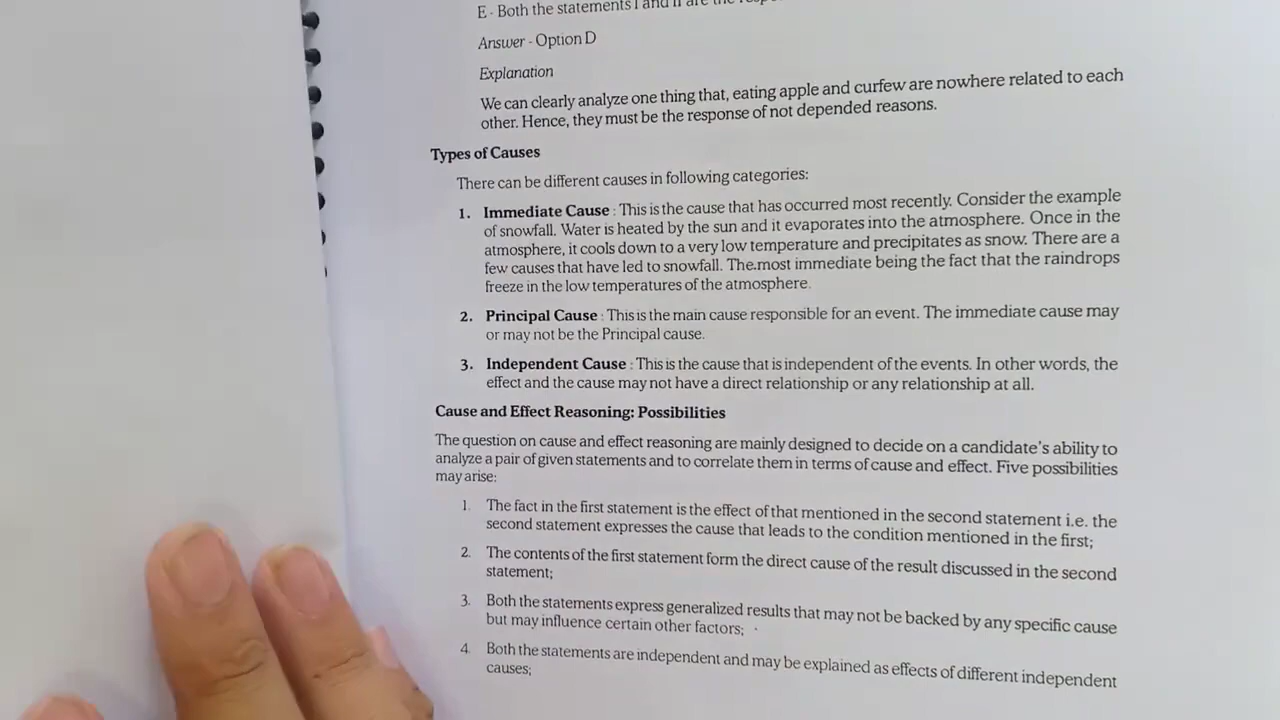 E - Both the statements I and II are the
Answer - Option D
Explanation
We can clearly analyze one thing that, eating apple and curfew are nowhere related to each
other. Hence, they must be the response of not depended reasons.
Types of Causes
There can be different causes in following categories:
1. Immediate Cause : This is the cause that has occurred most recently. Consider the example
of snowfall. Water is heated by the sun and it evaporates into the atmosphere. Once in the
atmosphere, it cools down to a very low temperature and precipitates as snow. There are a
few causes that have led to snowfall. The most immediate being the fact that the raindrops
freeze in the low temperatures of the atmosphere.
2. Principal Cause : This is the main cause responsible for an event. The immediate cause may
or may not be the Principal cause.
3. Independent Cause : This is the cause that is independent of the events. In other words, the
effect and the cause may not have a direct relationship or any relationship at all.
Cause and Effect Reasoning: Possibilities
The question on cause and effect reasoning are mainly designed to decide on a candidate's ability to
analyze a pair of given statements and to correlate them in terms of cause and effect. Five possibilities
may arise:
1. The fact in the first statement is the effect of that mentioned in the second statement i.e. the
second statement expresses the cause that leads to the condition mentioned in the first;
2. The contents of the first statement form the direct cause of the result discussed in the second
statement;
3. Both the statements express generalized results that may not be backed by any specific cause
but may influence certain other factors;
4. Both the statements are independent and may be explained as effects of different independent
causes;